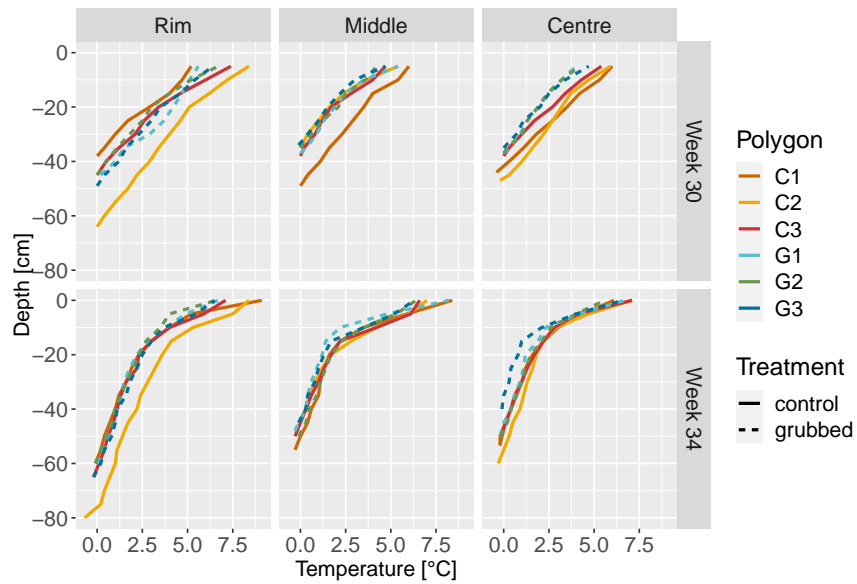 Rim Middle Centre
0
−20
−40
−60
−80
Week 30
0
−20
−40
−60
−80
Week 34
0.0 2.5 5.0 7.5 0.0 2.5 5.0 7.5 0.0 2.5 5.0 7.5
Temperature [°C]
Depth [cm]
Polygon
C1
C2
C3
G1
G2
G3
Treatment
control
grubbed